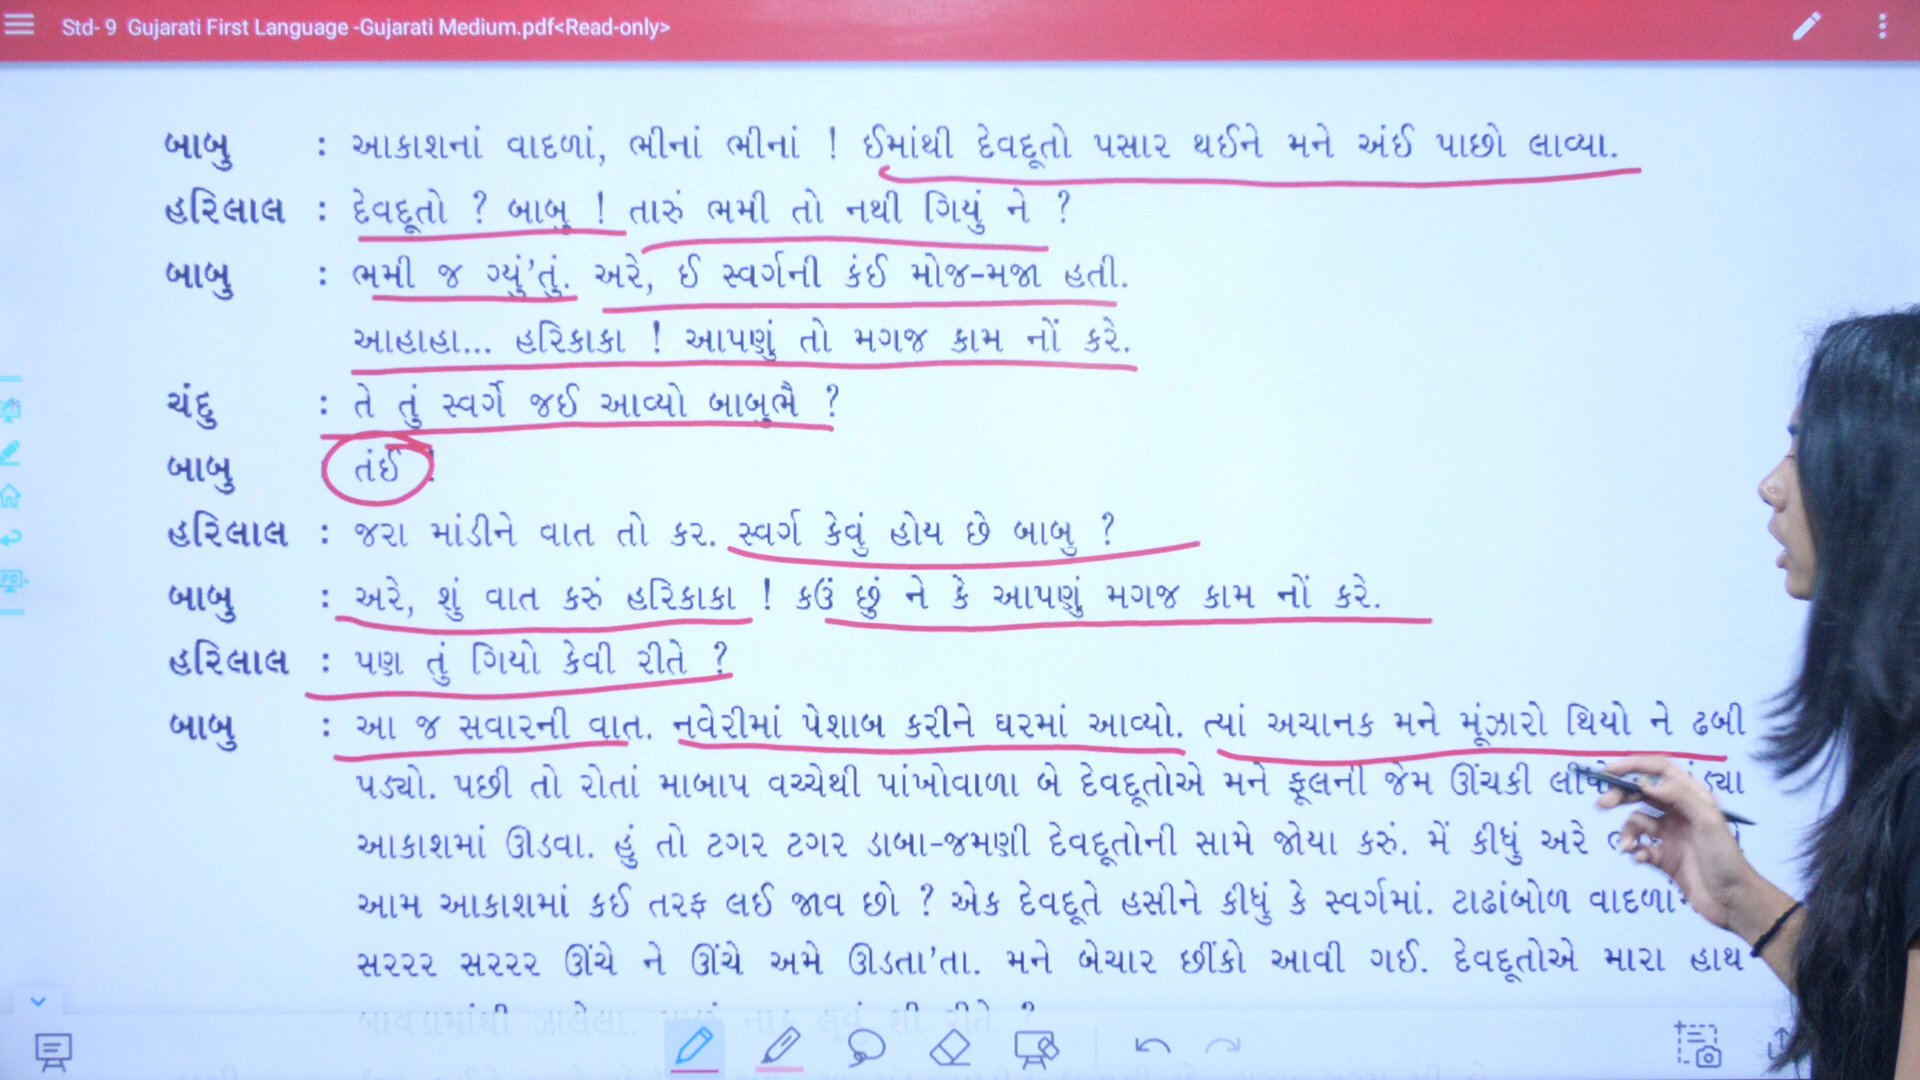 Std- 9 Gujarati First Language -Gujarati Medium.pdf<Read-only>
બાબુ : આકાશનાં વાદળાં, ભીનાં ભીનાં ! ઈમાંથી દેવદૂતો પસાર થઈને મને અંઈ પાછો લાવ્યા.
હરિલાલ : દેવદૂતો ? બાબુ ! તારું ભમી તો નથી ગિયું ને ?
બાબુ : ભમી જ ગ્યું'તું. અરે, ઈ સ્વર્ગની કંઈ મોજ-મજા હતી.
આહાહા... હરિકાકા ! આપણું તો મગજ કામ નોં કરે.
ચંદુ : તે તું સ્વર્ગે જઈ આવ્યો બાબુભૈ ?
બાબુ : તંઈ !
હરિલાલ : જરા માંડીને વાત તો કર. સ્વર્ગ કેવું હોય છે બાબુ ?
બાબુ : અરે, શું વાત કરું હરિકાકા ! કઉં છું ને કે આપણું મગજ કામ નોં કરે.
હરિલાલ : પણ તું ગિયો કેવી રીતે ?
બાબુ : આ જ સવારની વાત. નવેરીમાં પેશાબ કરીને ઘરમાં આવ્યો. ત્યાં અચાનક મને મૂંઝારો થિયો ને ઢબી
પડ્યો. પછી તો રોતાં માબાપ વચ્ચેથી પાંખોવાળા બે દેવદૂતોએ મને ફૂલની જેમ ઊંચકી
આકાશમાં ઊડવા. હું તો ટગર ટગર ડાબા-જમણી દેવદૂતોની સામે જોયા કરું. મેં કીધું અરે
આમ આકાશમાં કઈ તરફ લઈ જાવ છો ? એક દેવદૂતે હસીને કીધું કે સ્વર્ગમાં. ટાઢાંબોળ
સરરર સરરર ઊંચે ને ઊંચે અમે ઊડતા'તા. મને બેચાર છીંકો આવી ગઈ. દેવદૂતોએ મારા હાથ
બાવડામાંથી ઝાલેલા.